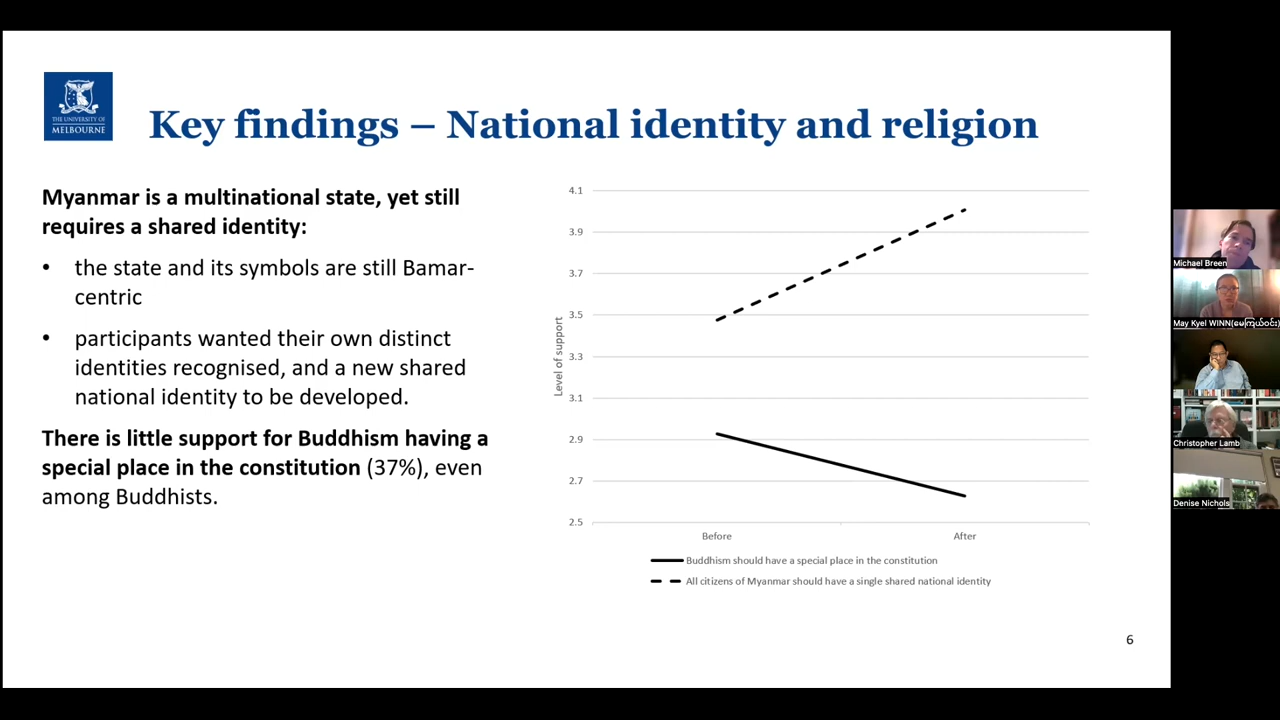 THE UNIVERSITY OF
MELBOURNE
Key findings – National identity and religion
Myanmar is a multinational state, yet still
requires a shared identity:
• the state and its symbols are still Bamar-
centric
• participants wanted their own distinct
identities recognised, and a new shared
national identity to be developed.
There is little support for Buddhism having a
special place in the constitution (37%), even
among Buddhists.
Level of support
4.1
3.9
3.7
3.5
3.3
3.1
2.9
2.7
2.5
Before
After
Buddhism should have a special place in the constitution
All citizens of Myanmar should have a single shared national identity
6
Michael Breen
May Kyel WINN(မေကြယ်ဝင်း)
Christopher Lamb
Denise Nichols